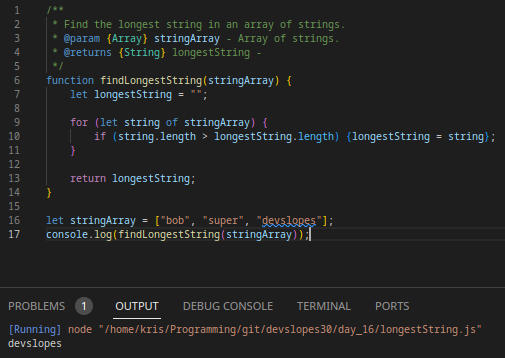 1 /**
2  * Find the longest string in an array of strings.
3  * @param {Array} stringArray - Array of strings.
4  * @returns {String} longestString -
5  */
6 function findLongestString(stringArray) {
7     let longestString = "";
8
9     for (let string of stringArray) {
10         if (string.length > longestString.length) {longestString = string};
11     }
12
13     return longestString;
14 }
15
16 let stringArray = ["bob", "super", "devslopes"];
17 console.log(findLongestString(stringArray));
PROBLEMS 1 OUTPUT DEBUG CONSOLE TERMINAL PORTS
[Running] node "/home/kris/Programming/git/devslopes30/day_16/longestString.js"
devslopes